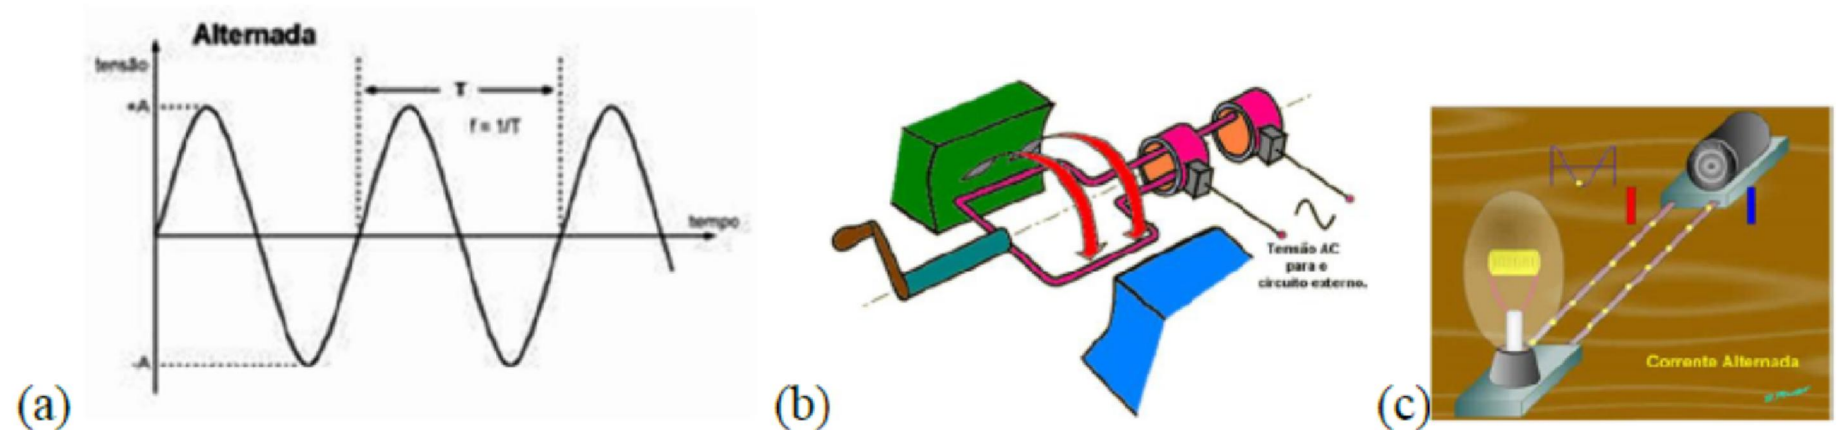 Alternada
tensão
+A
T
f = 1/T
tempo
-A
(a)
Tensão AC
para o
circuito externo.
(b)
Corrente Alternada
(c)